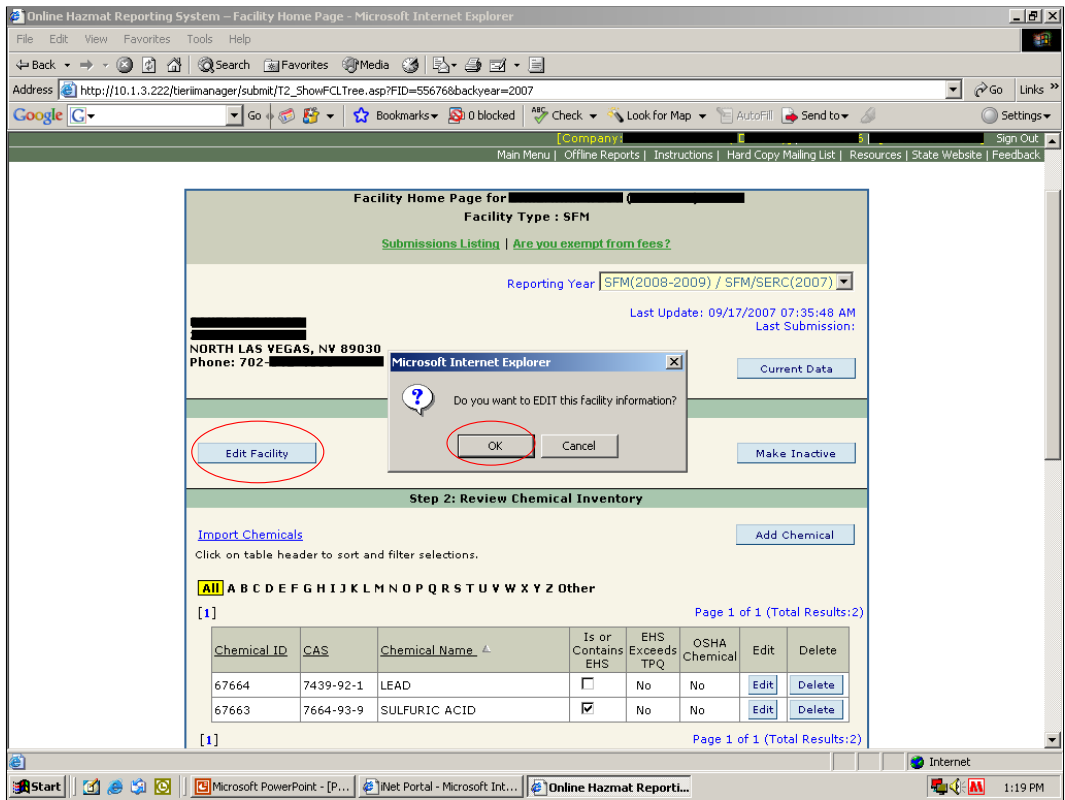 Online Hazmat Reporting System – Facility Home Page - Microsoft Internet Explorer
File Edit View Favorites Tools Help
Back Search Favorites Media
Address http://10.1.3.222/tieriimanager/submit/T2_ShowFCLTree.asp?FID=55676&backyear=2007 Go Links »
Google G Go Bookmarks 0 blocked ABC Check Look for Map AutoFill Send to Settings
[Company: Sign Out
Main Menu | Offline Reports | Instructions | Hard Copy Mailing List | Resources | State Website | Feedback
Facility Home Page for
Facility Type : SFM
Submissions Listing | Are you exempt from fees?
Reporting Year SFM(2008-2009) / SFM/SERC(2007)
Last Update: 09/17/2007 07:35:48 AM
Last Submission:
NORTH LAS VEGAS, NV 89030
Phone: 702-
Current Data
Microsoft Internet Explorer
Do you want to EDIT this facility information?
OK Cancel
Edit Facility
Make Inactive
Step 2: Review Chemical Inventory
Import Chemicals
Add Chemical
Click on table header to sort and filter selections.
All A B C D E F G H I J K L M N O P Q R S T U V W X Y Z Other
[1] Page 1 of 1 (Total Results:2)
Chemical ID CAS Chemical Name Is or Contains EHS EHS Exceeds TPQ OSHA Chemical Edit Delete
67664 7439-92-1 LEAD No No Edit Delete
67663 7664-93-9 SULFURIC ACID No No Edit Delete
[1] Page 1 of 1 (Total Results:2)
Internet
Start Microsoft PowerPoint - [P... iNet Portal - Microsoft Int... Online Hazmat Reporti... 1:19 PM